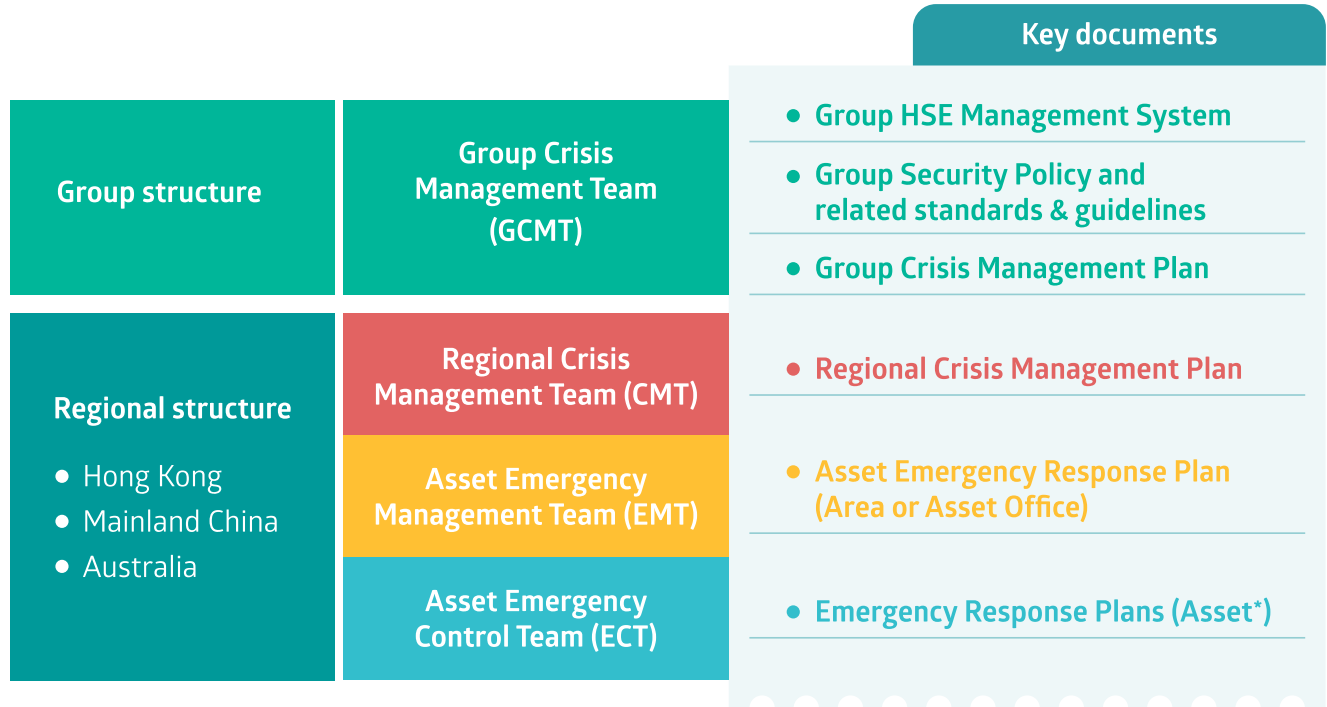 Key documents
Group structure
Group Crisis
Management Team
(GCMT)
• Group HSE Management System
• Group Security Policy and
related standards & guidelines
• Group Crisis Management Plan
Regional structure
• Hong Kong
• Mainland China
• Australia
Regional Crisis
Management Team (CMT)
• Regional Crisis Management Plan
Asset Emergency
Management Team (EMT)
• Asset Emergency Response Plan
(Area or Asset Office)
Asset Emergency
Control Team (ECT)
• Emergency Response Plans (Asset*)